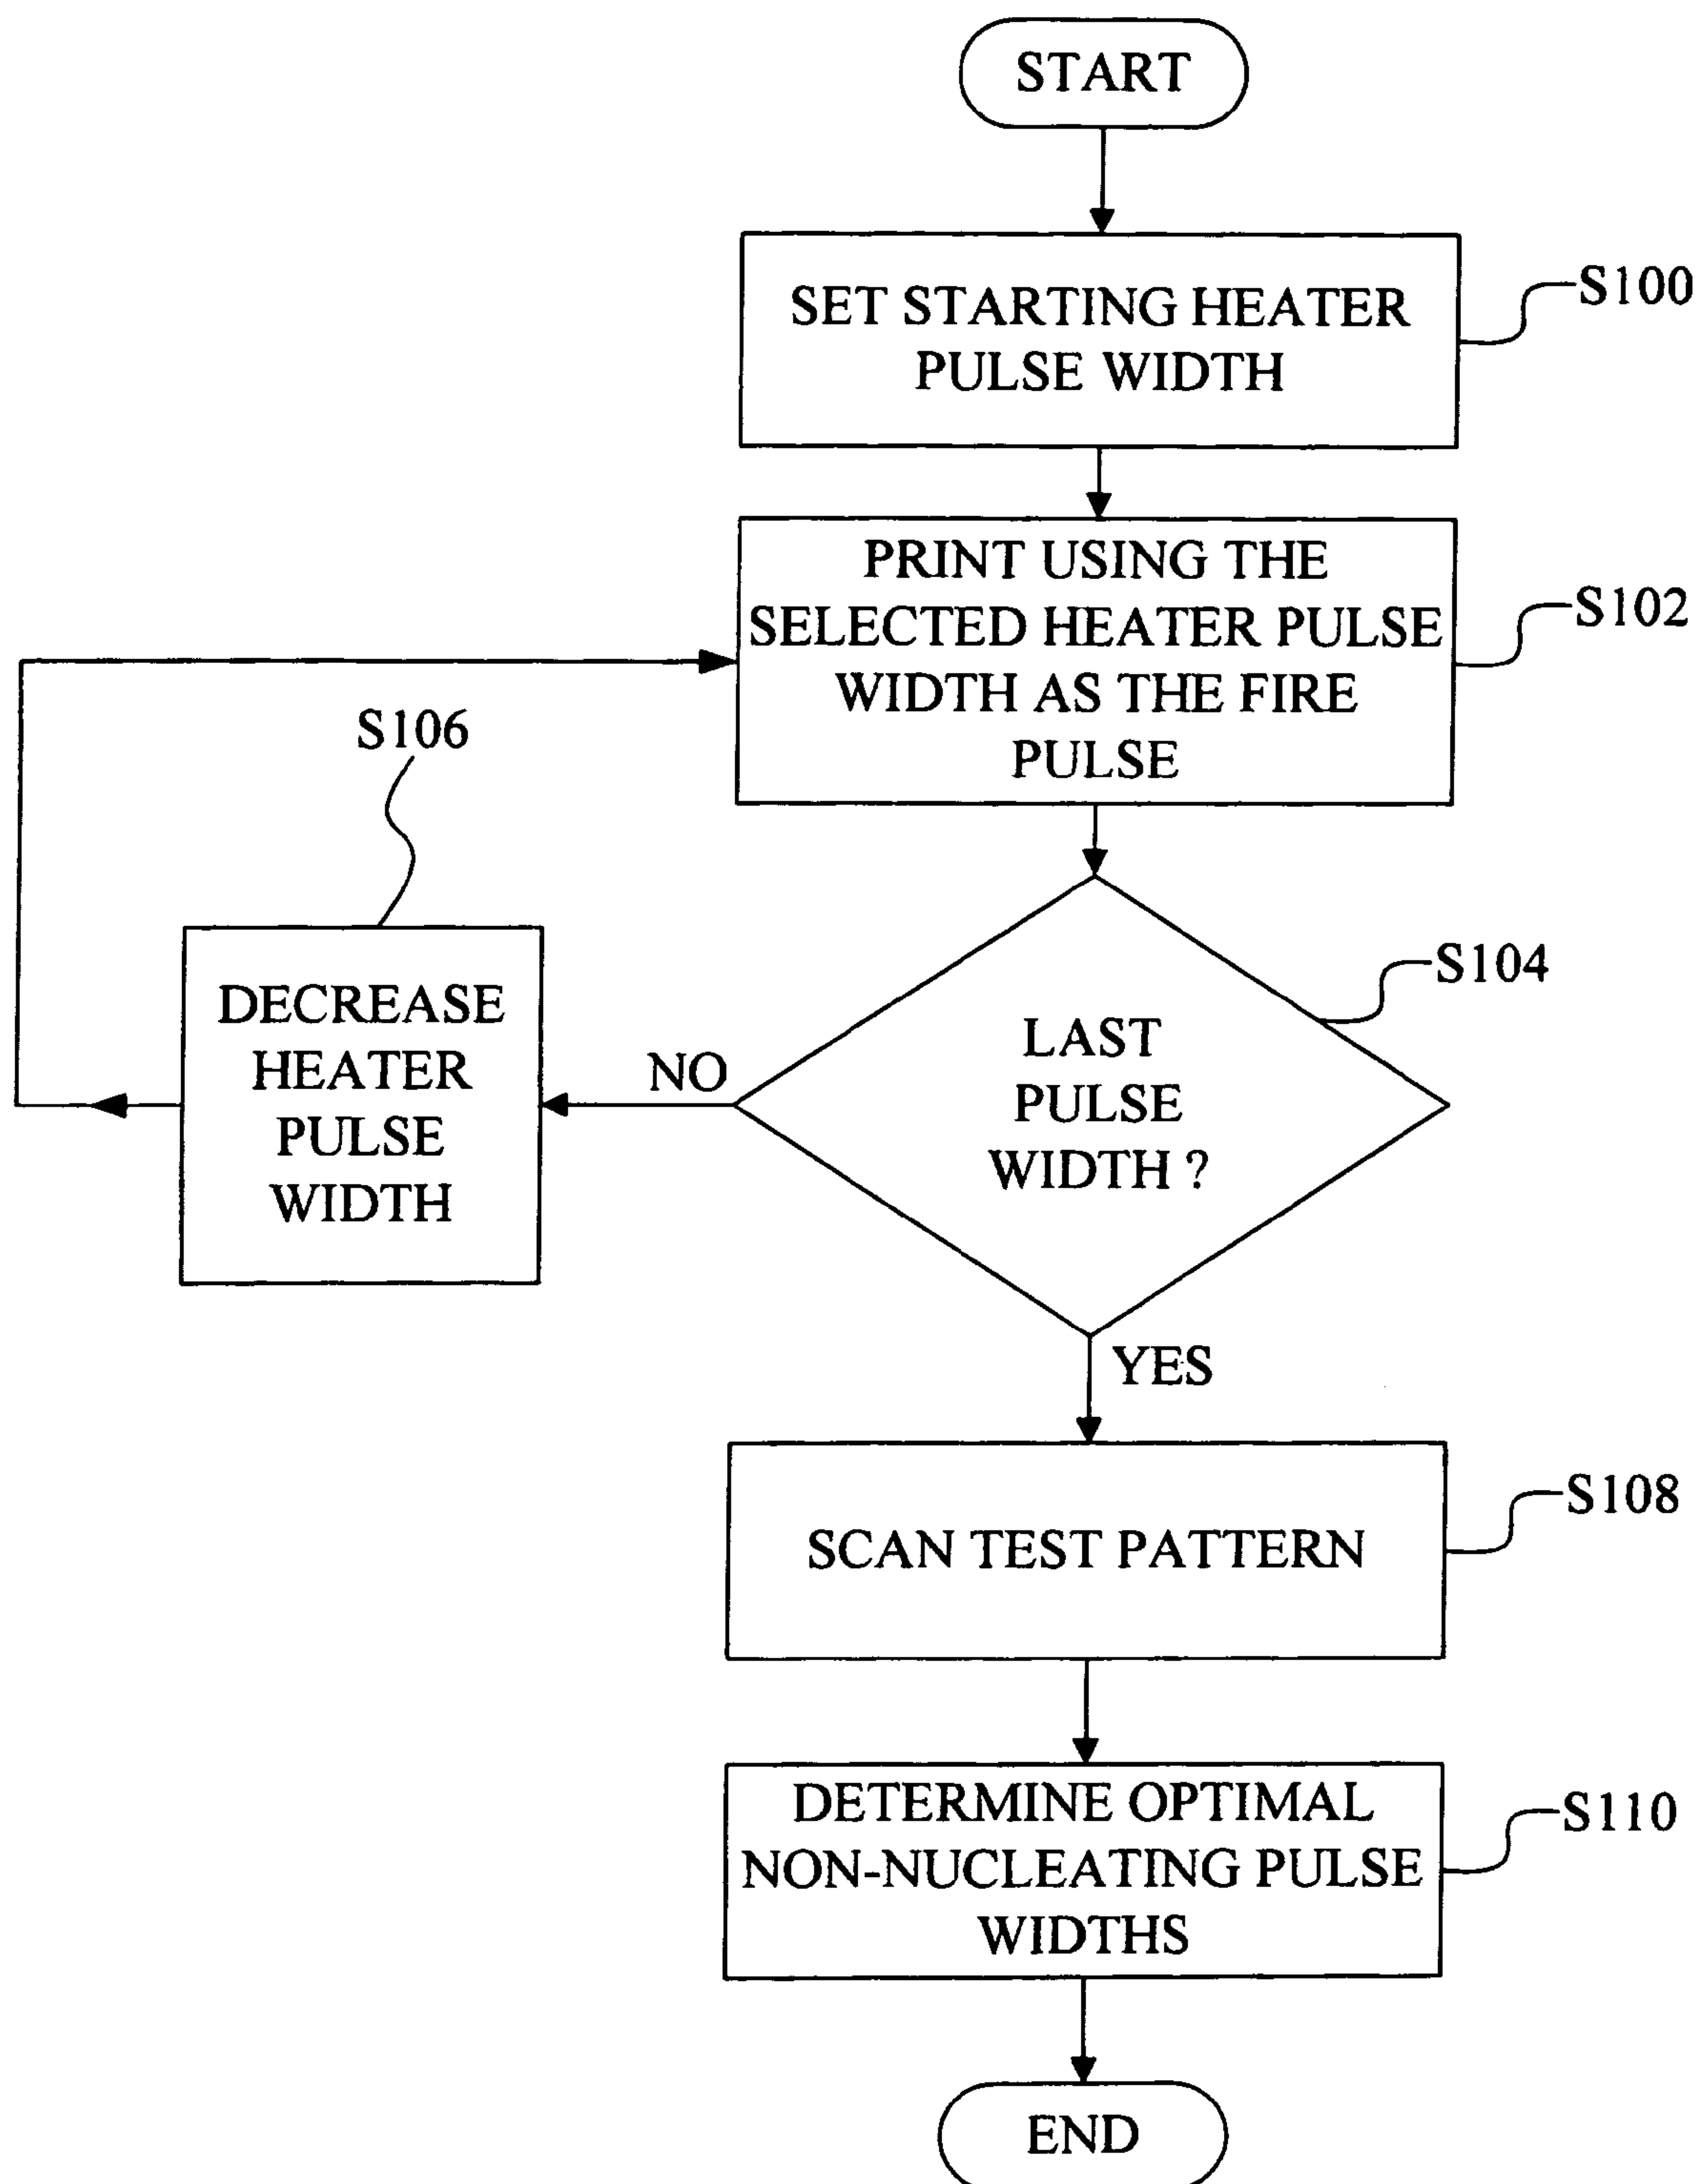 START
SET STARTING HEATER
PULSE WIDTH
S100
PRINT USING THE
SELECTED HEATER PULSE
WIDTH AS THE FIRE
PULSE
S102
S106
DECREASE
HEATER
PULSE
WIDTH
NO
LAST
PULSE
WIDTH ?
S104
YES
SCAN TEST PATTERN
S108
DETERMINE OPTIMAL
NON-NUCLEATING PULSE
WIDTHS
S110
END